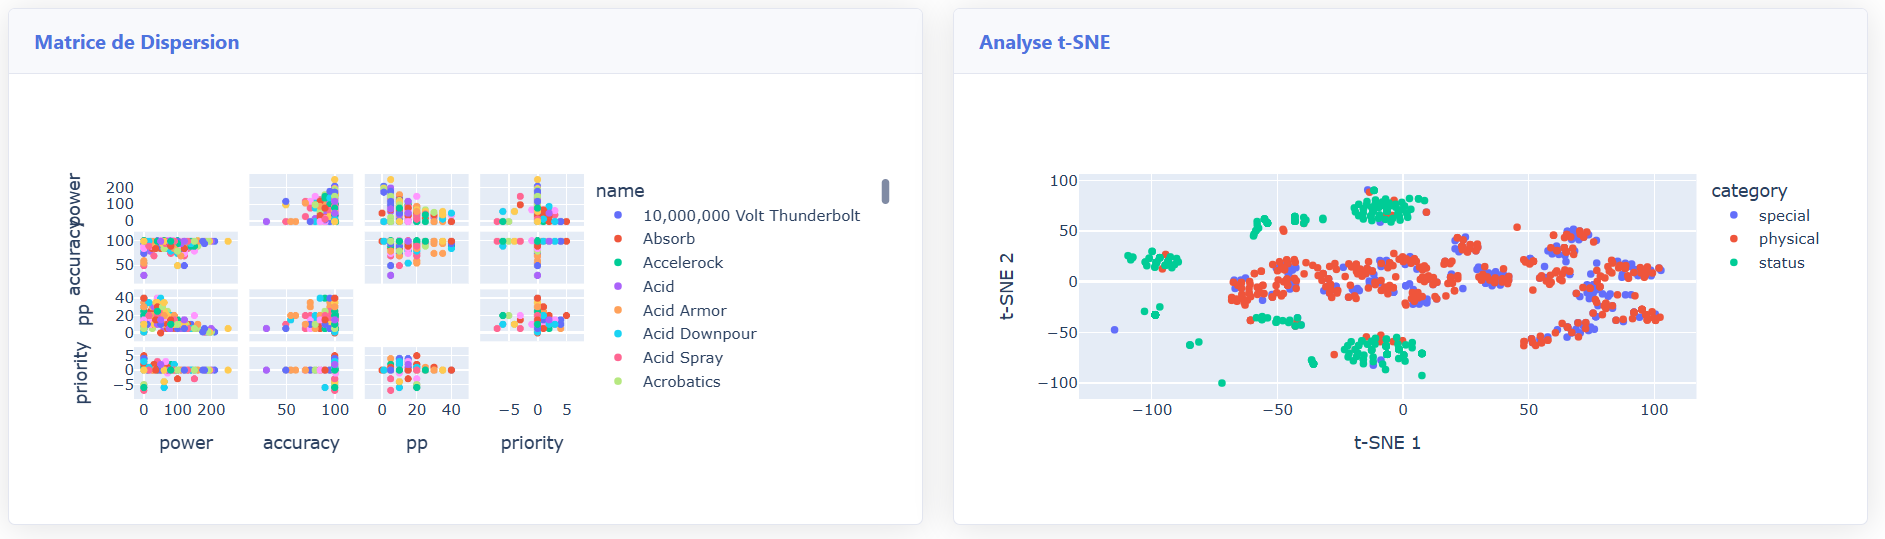 Matrice de Dispersion
power
200
100
0
accuracy
100
50
pp
40
20
0
priority
5
0
−5
0 100 200
50 100
0 20 40
−5 0 5
power
accuracy
pp
priority
name
10,000,000 Volt Thunderbolt
Absorb
Accelerock
Acid
Acid Armor
Acid Downpour
Acid Spray
Acrobatics
Analyse t-SNE
t-SNE 2
100
50
0
−50
−100
−100 −50 0 50 100
t-SNE 1
category
special
physical
status